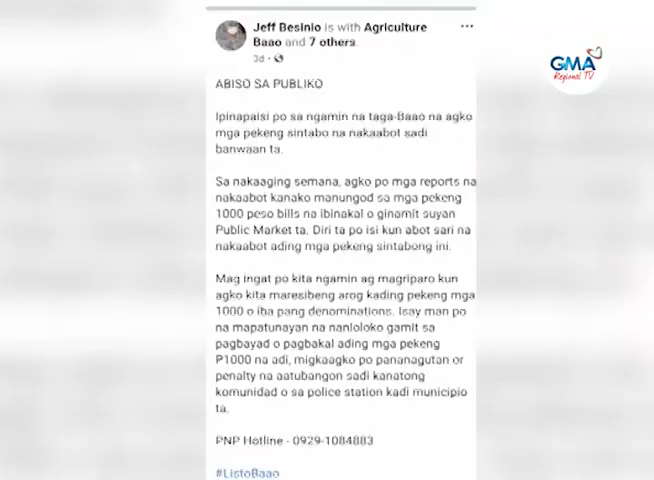 Jeff Besinio is with Agriculture
Baao and 7 others.
3d
GMA
Regional TV
ABISO SA PUBLIKO
Ipinapaisi po sa ngamin na taga-Baao na agko
mga pekeng sintabo na nakaabot sadi
banwaan ta.
Sa nakaaging semana, agko po mga reports na
nakaabot kanako manungod sa mga pekeng
1000 peso bills na ibinakal o ginamit suyan
Public Market ta. Diri ta po isi kun abot sari na
nakaabot ading mga pekeng sintabong ini.
Mag ingat po kita ngamin ag magriparo kun
agko kita maresibeng arog kading pekeng mga
1000 o iba pang denominations. Isay man po
na mapatunayan na nanloloko gamit sa
pagbayad o pagbakal ading mga pekeng
P1000 na adi, migkaagko po pananagutan or
penalty na aatubangon sadi kanatong
komunidad o sa police station kadi municipio
ta.
PNP Hotline - 0929-1084883
#ListoBaao